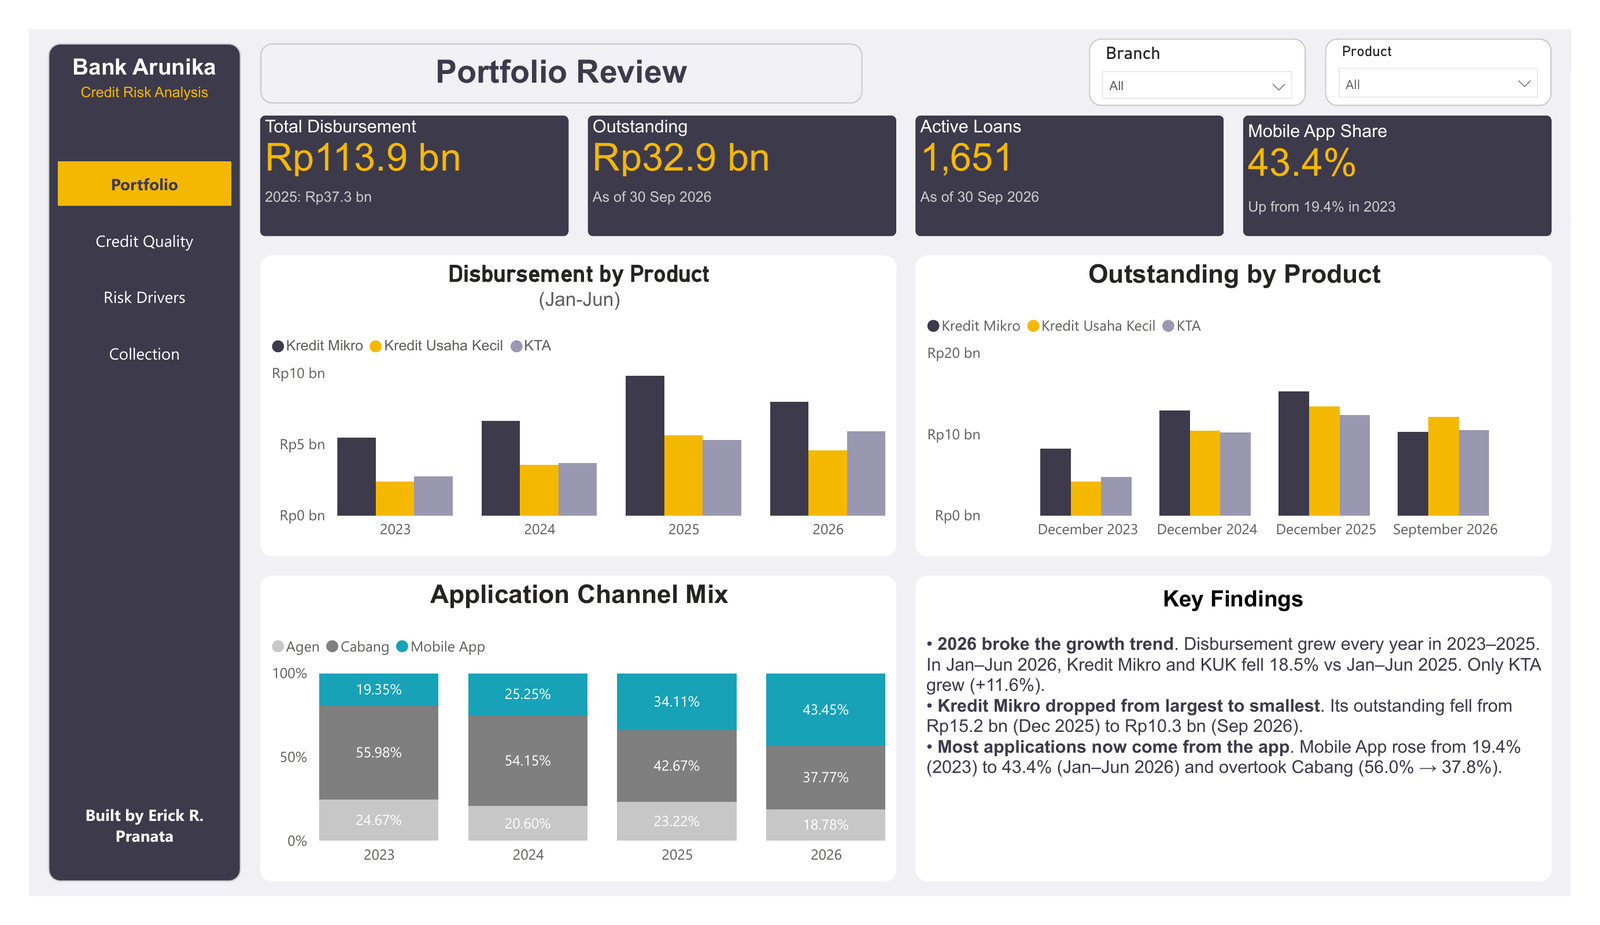 Bank Arunika
Credit Risk Analysis
Portfolio
Credit Quality
Risk Drivers
Collection
Built by Erick R.
Pranata
Portfolio Review
Branch
All
Product
All
Total Disbursement
Rp113.9 bn
2025: Rp37.3 bn
Outstanding
Rp32.9 bn
As of 30 Sep 2026
Active Loans
1,651
As of 30 Sep 2026
Mobile App Share
43.4%
Up from 19.4% in 2023
Disbursement by Product
(Jan-Jun)
Kredit Mikro Kredit Usaha Kecil KTA
Rp10 bn
Rp5 bn
Rp0 bn
2023 2024 2025 2026
Outstanding by Product
Kredit Mikro Kredit Usaha Kecil KTA
Rp20 bn
Rp10 bn
Rp0 bn
December 2023 December 2024 December 2025 September 2026
Application Channel Mix
Agen Cabang Mobile App
100%
50%
0%
19.35% 25.25% 34.11% 43.45%
55.98% 54.15% 42.67% 37.77%
24.67% 20.60% 23.22% 18.78%
2023 2024 2025 2026
Key Findings
• 2026 broke the growth trend. Disbursement grew every year in 2023–2025.
In Jan–Jun 2026, Kredit Mikro and KUK fell 18.5% vs Jan–Jun 2025. Only KTA
grew (+11.6%).
• Kredit Mikro dropped from largest to smallest. Its outstanding fell from
Rp15.2 bn (Dec 2025) to Rp10.3 bn (Sep 2026).
• Most applications now come from the app. Mobile App rose from 19.4%
(2023) to 43.4% (Jan–Jun 2026) and overtook Cabang (56.0% → 37.8%).